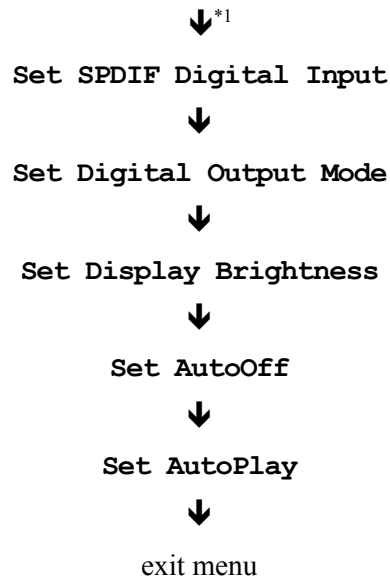 *1
Set SPDIF Digital Input
Set Digital Output Mode
Set Display Brightness
Set AutoOff
Set AutoPlay
exit menu